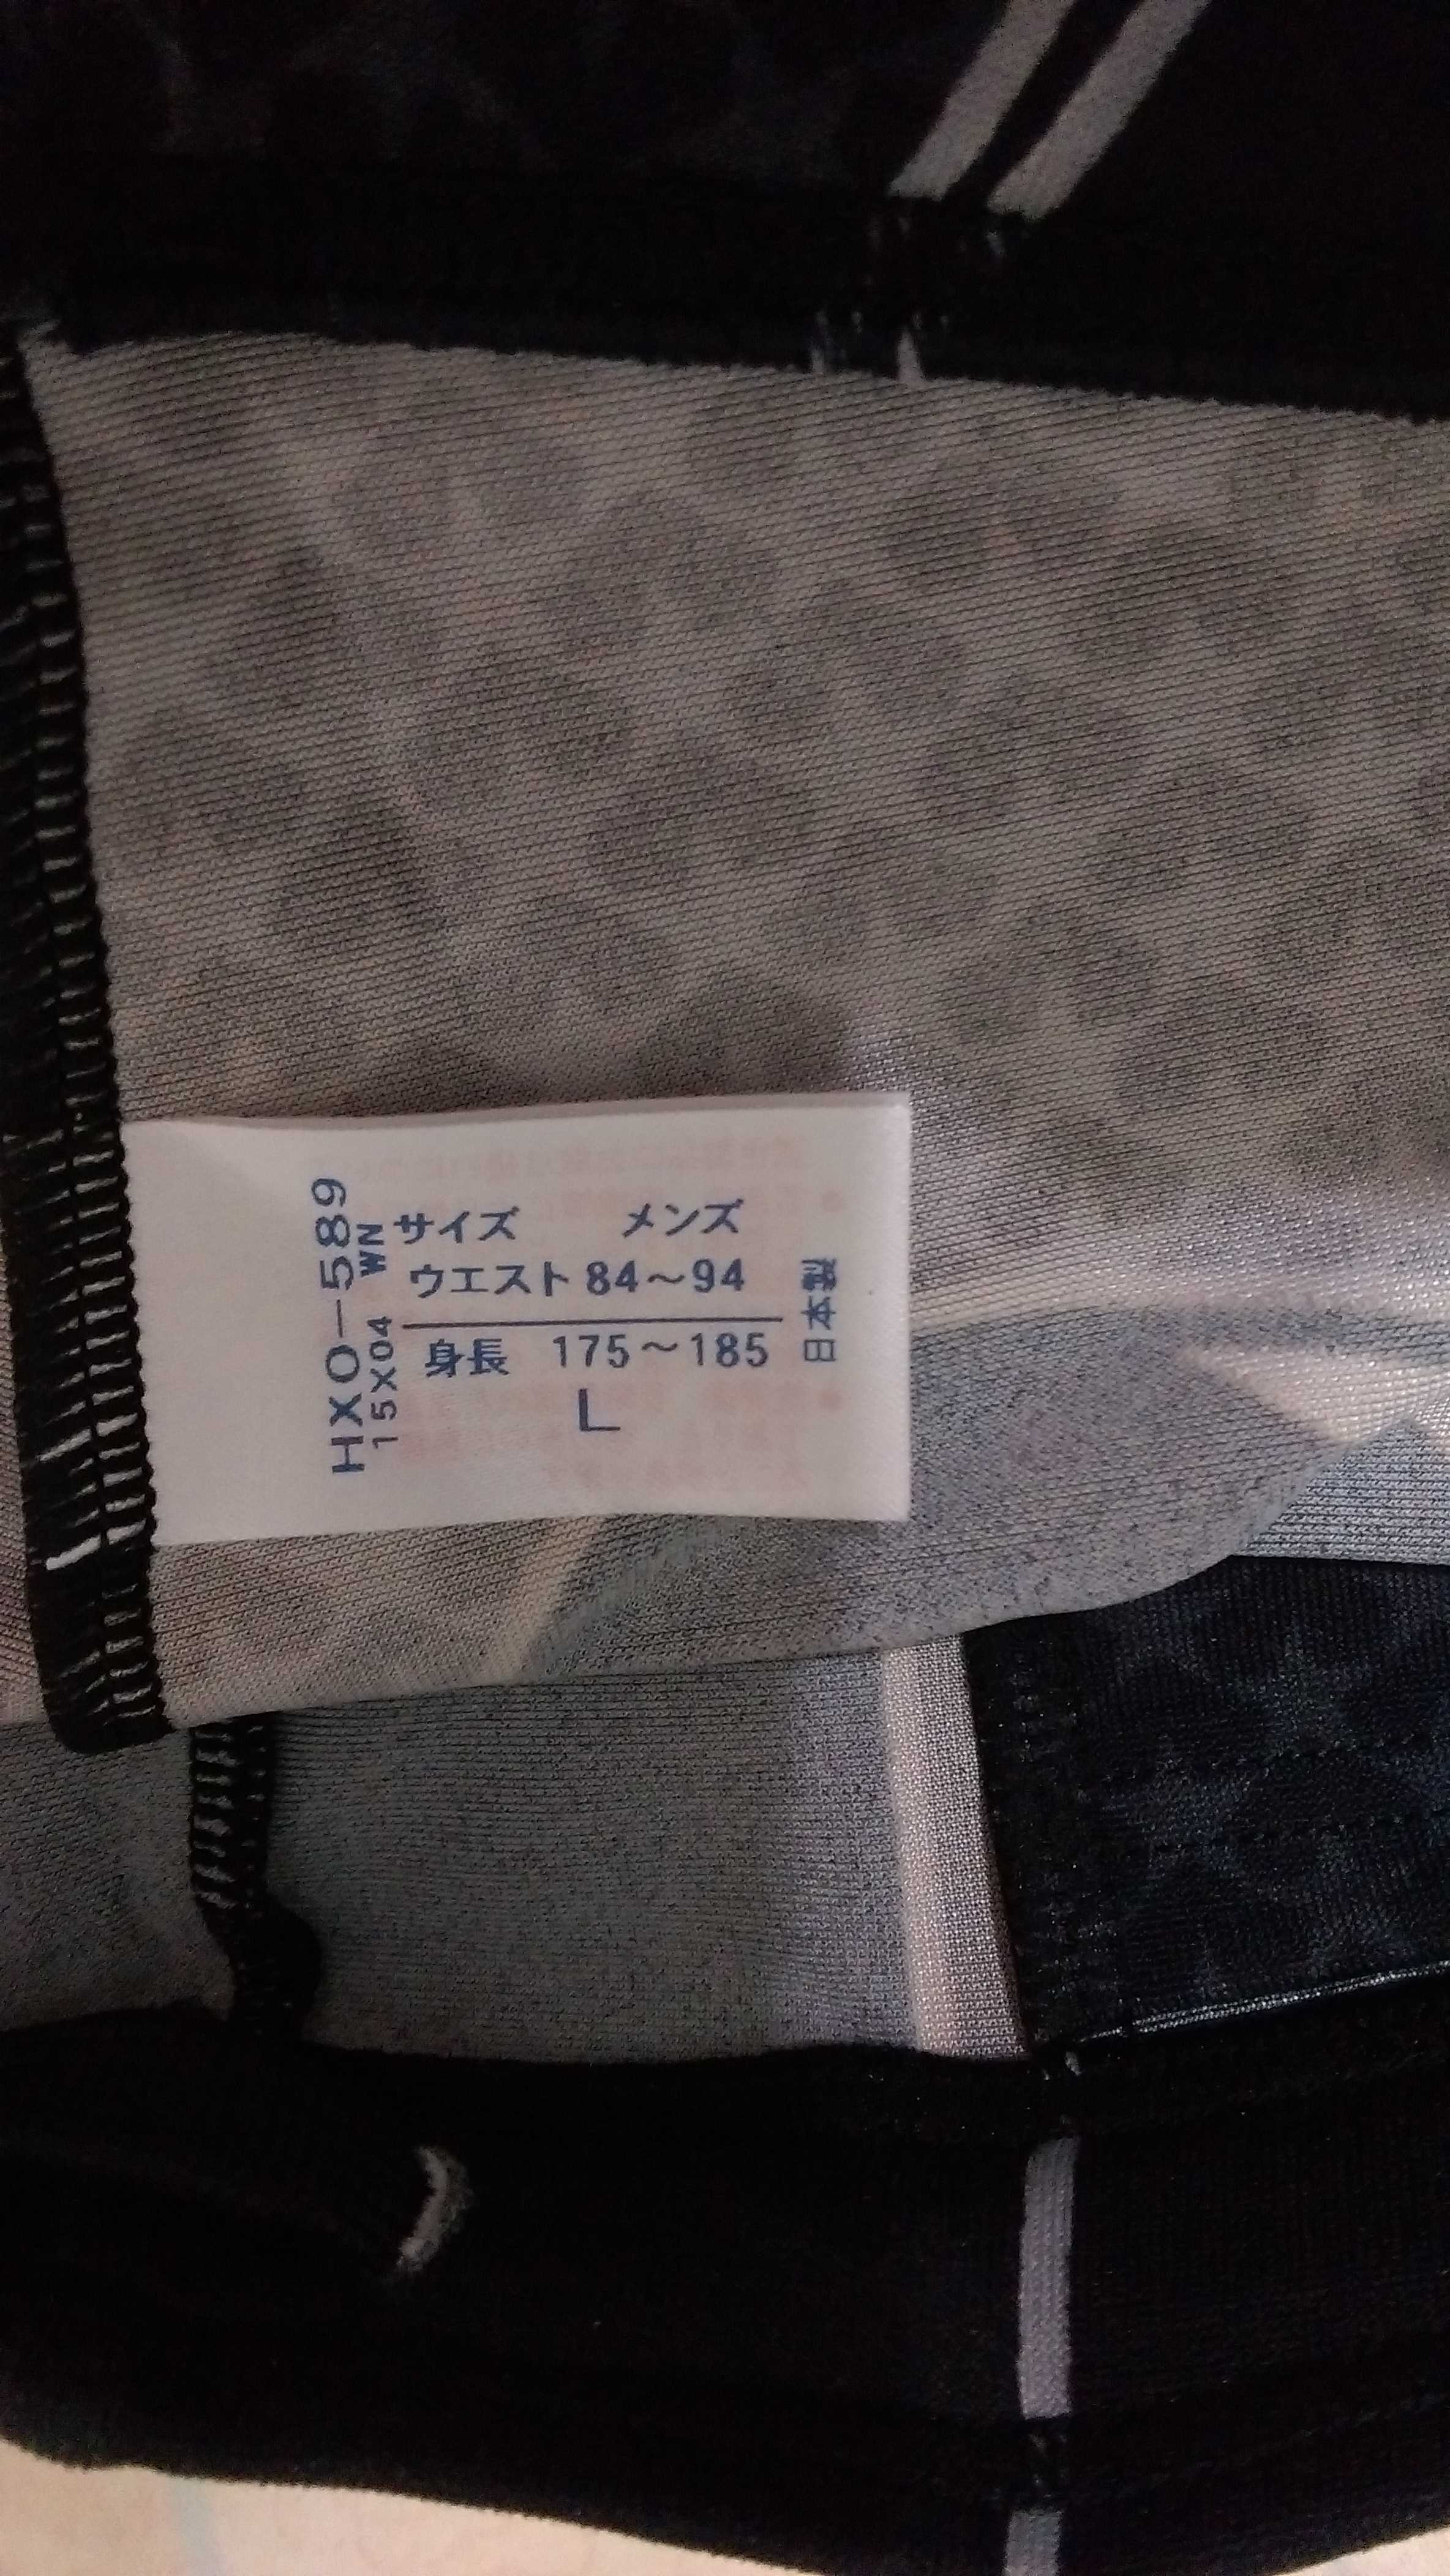 HXO-589
15X04 WN
サイズ メンズ
ウエスト 84～94
身長 175～185
L
日本製